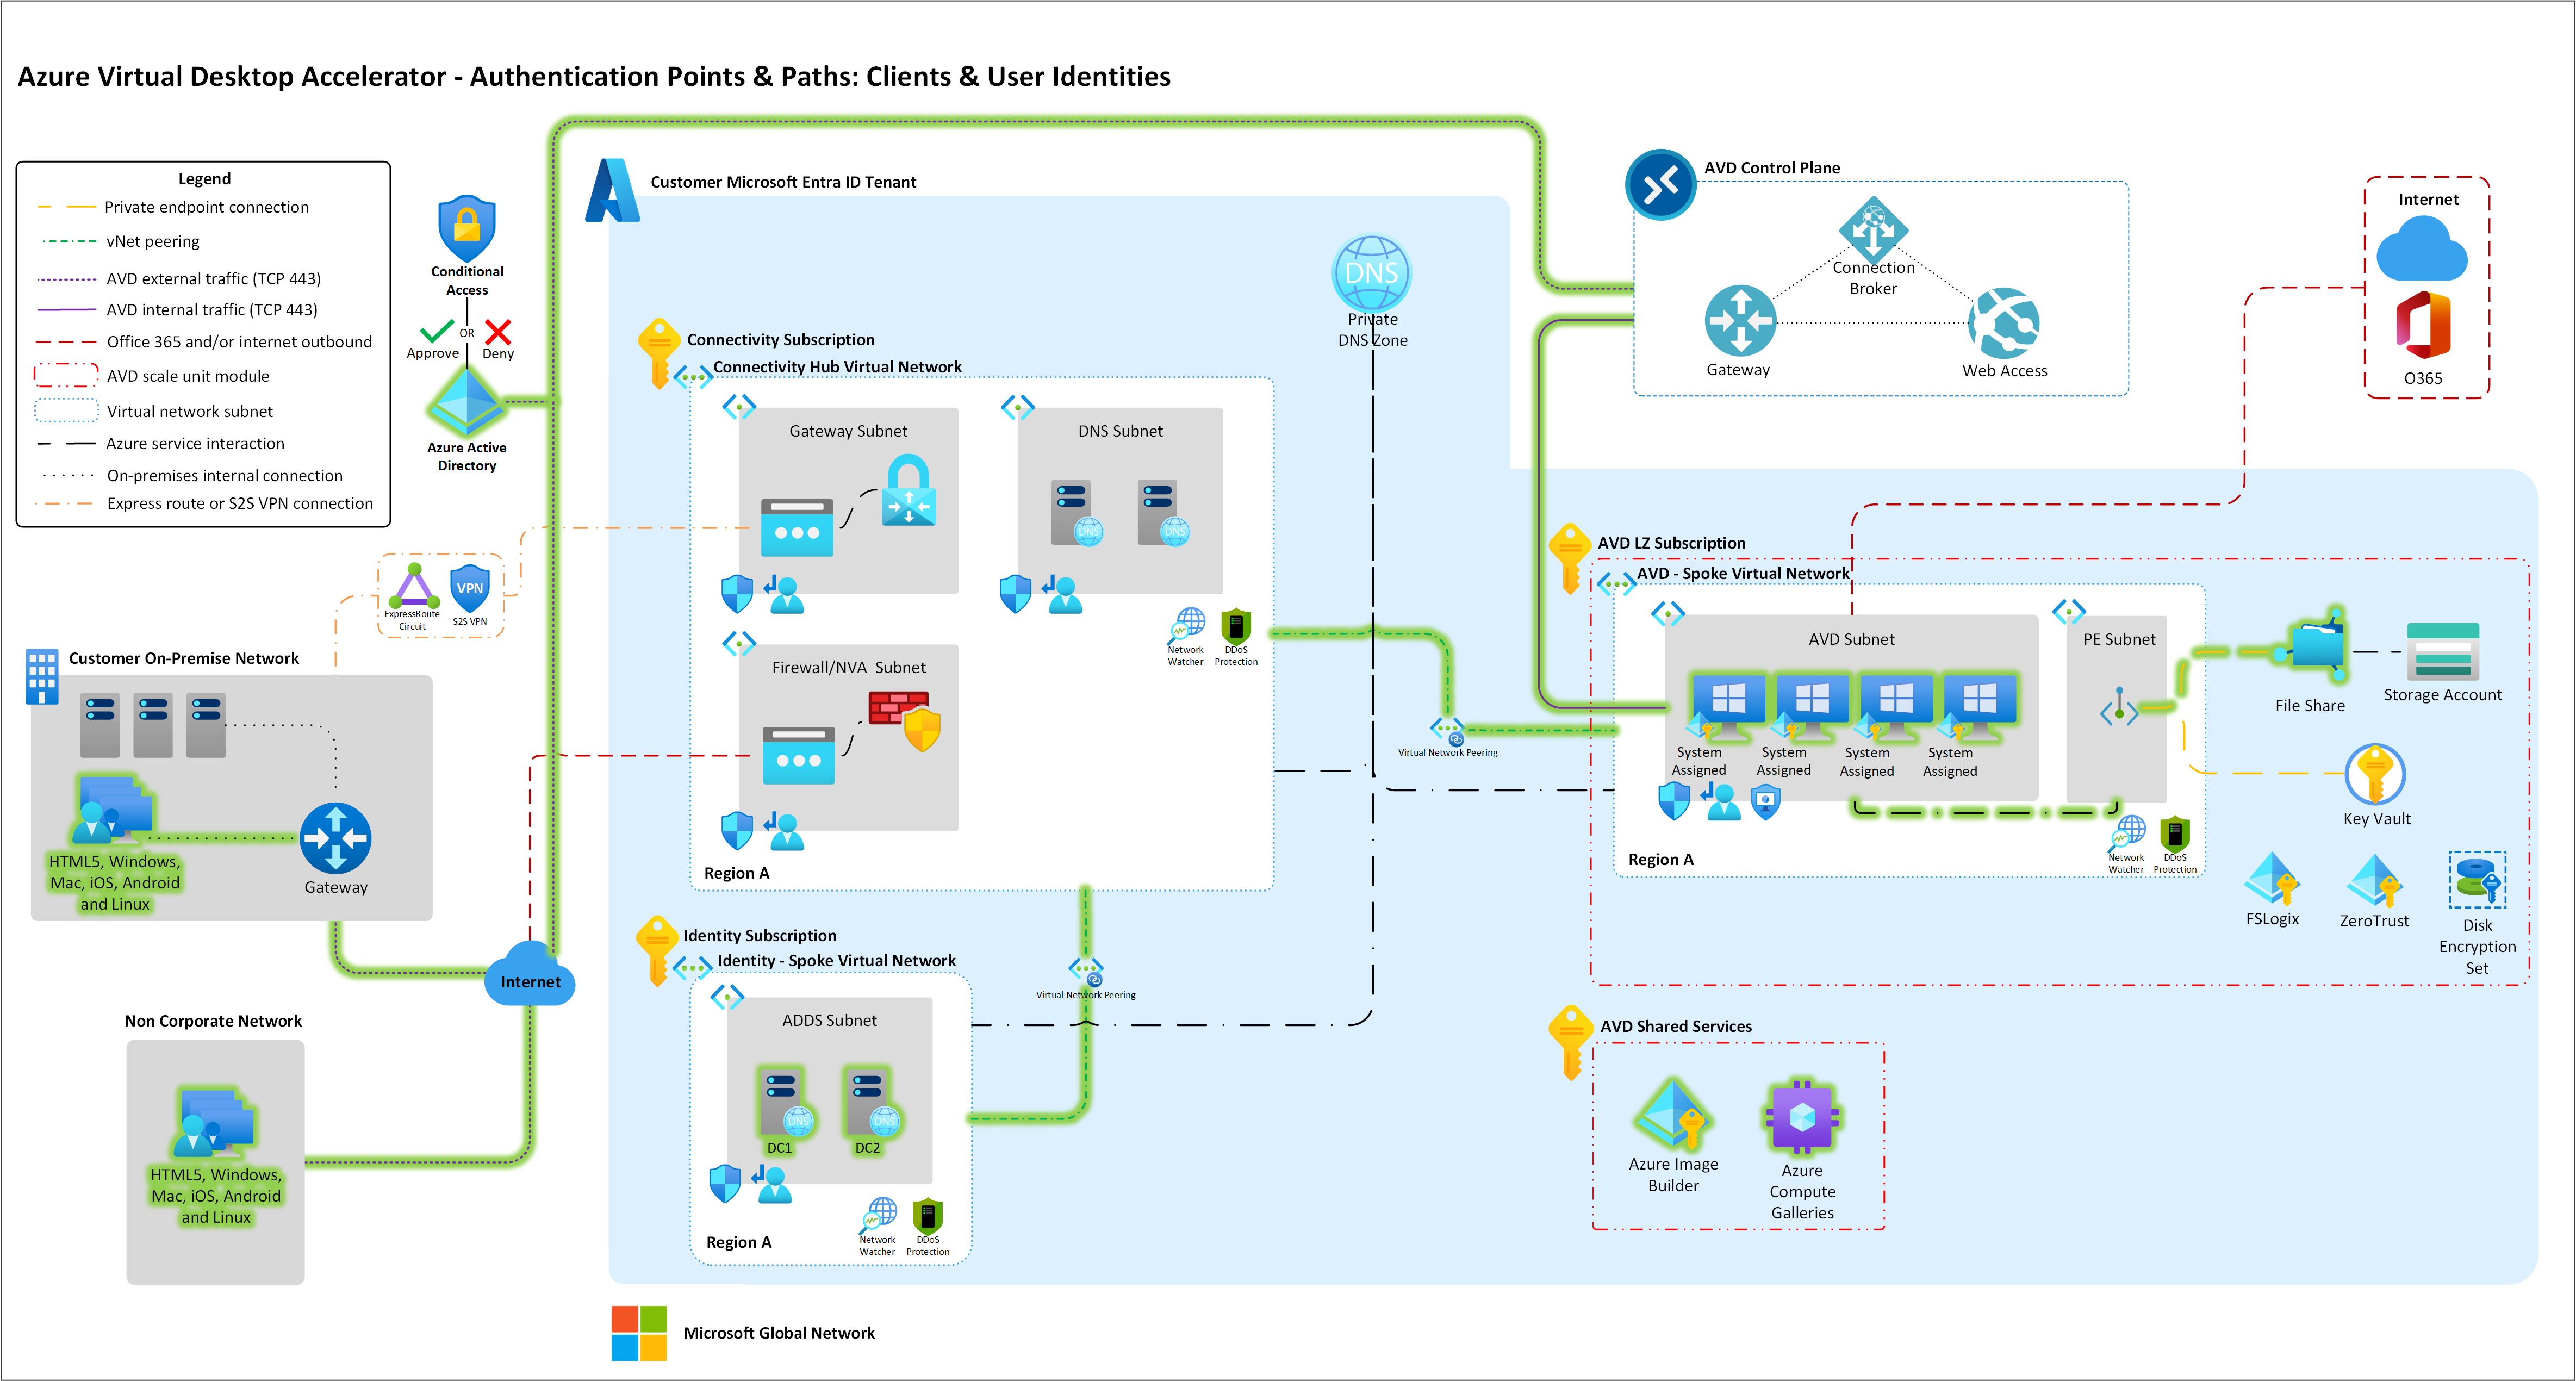 Azure Virtual Desktop Accelerator - Authentication Points & Paths: Clients & User Identities
Legend
Private endpoint connection
vNet peering
AVD external traffic (TCP 443)
AVD internal traffic (TCP 443)
Office 365 and/or internet outbound
AVD scale unit module
Virtual network subnet
Azure service interaction
On-premises internal connection
Express route or S2S VPN connection
Conditional
Access
OR
Approve
Deny
Azure Active
Directory
VPN
ExpressRoute
Circuit
S2S VPN
Customer On-Premise Network
HTML5, Windows,
Mac, iOS, Android
and Linux
Gateway
Internet
Non Corporate Network
HTML5, Windows,
Mac, iOS, Android
and Linux
Customer Microsoft Entra ID Tenant
DNS
Private
DNS Zone
Connectivity Subscription
Connectivity Hub Virtual Network
Gateway Subnet
DNS Subnet
DNS
DNS
Network
Watcher
DDoS
Protection
Firewall/NVA Subnet
Region A
Virtual Network Peering
Identity Subscription
Identity - Spoke Virtual Network
Virtual Network Peering
ADDS Subnet
DNS
DNS
DC1
DC2
Network
Watcher
DDoS
Protection
Region A
Microsoft Global Network
AVD Control Plane
Connection
Broker
Gateway
Web Access
Internet
O365
AVD LZ Subscription
AVD - Spoke Virtual Network
AVD Subnet
System
Assigned
System
Assigned
System
Assigned
System
Assigned
PE Subnet
Network
Watcher
DDoS
Protection
Region A
File Share
Storage Account
Key Vault
FSLogix
ZeroTrust
Disk
Encryption
Set
AVD Shared Services
Azure Image
Builder
Azure
Compute
Galleries